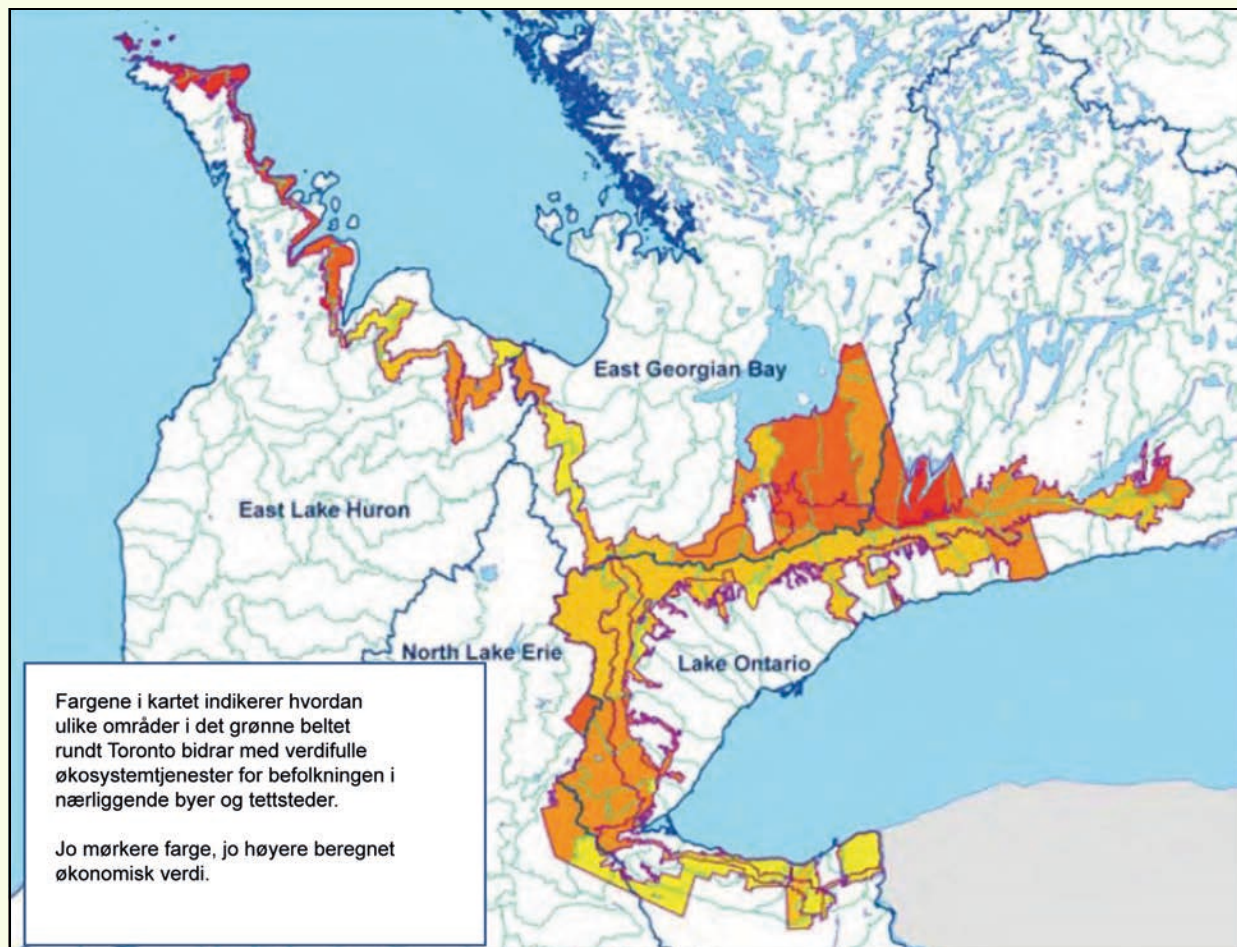 East Georgian Bay
East Lake Huron
North Lake Erie
Lake Ontario
Fargene i kartet indikerer hvordan
ulike områder i det grønne beltet
rundt Toronto bidrar med verdifulle
økosystemtjenester for befolkningen i
nærliggende byer og tettsteder.
Jo mørkere farge, jo høyere beregnet
økonomisk verdi.